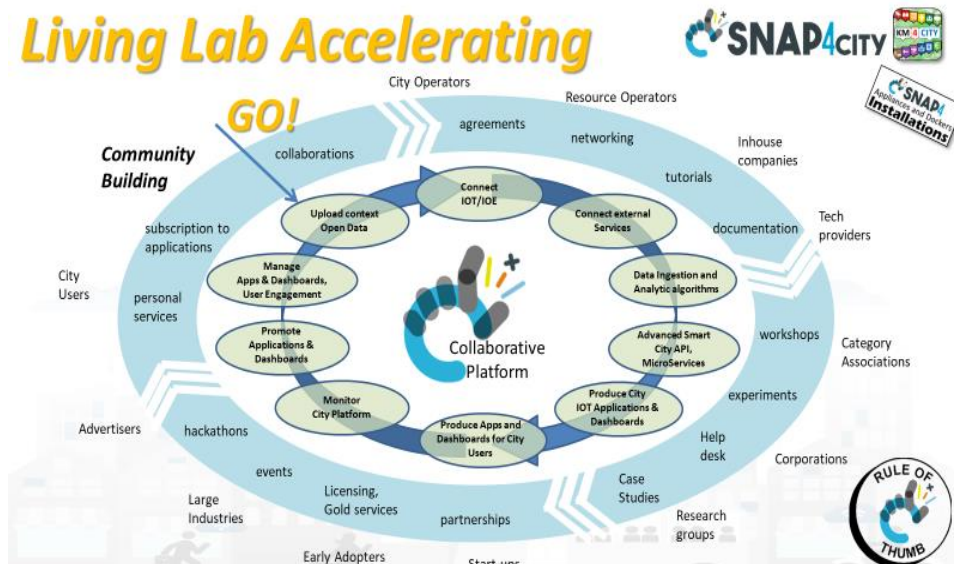 Living Lab Accelerating
SNAP4CITY
KM 4 CITY
SNAP4
Appliances and Dockers
Installations
GO!
City Operators
Resource Operators
Inhouse
companies
Tech
providers
Category
Associations
Corporations
Research
groups
Start-ups
Early Adopters
Large
Industries
Advertisers
City
Users
Community
Building
collaborations
agreements
networking
tutorials
documentation
workshops
experiments
Help
desk
Case
Studies
partnerships
Licensing,
Gold services
events
hackathons
personal
services
subscription to
applications
Upload context
Open Data
Connect
IOT/IOE
Connect external
Services
Data Ingestion and
Analytic algorithms
Advanced Smart
City API,
MicroServices
Produce City
IOT Applications &
Dashboards
Produce Apps and
Dashboards for City
Users
Monitor
City Platform
Promote
Applications &
Dashboards
Manage
Apps & Dashboards,
User Engagement
Collaborative
Platform
RULE OF
THUMB